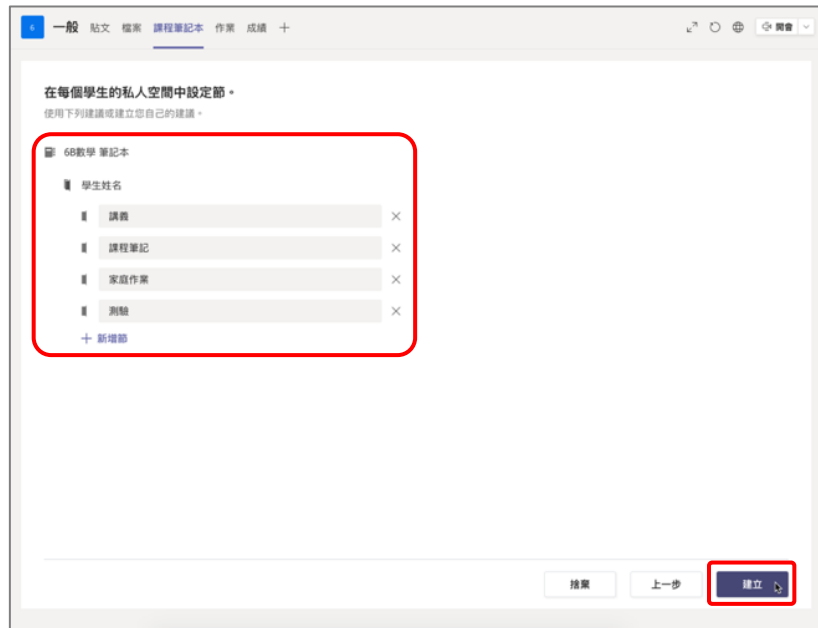 6 一般 貼文 檔案 課程筆記本 作業 成績 開會
在每個學生的私人空間中設定節。
使用下列建議或建立您自己的建議。
6B數學 筆記本
學生姓名
講義
課程筆記
家庭作業
測驗
新增節
捨棄 上一步 建立